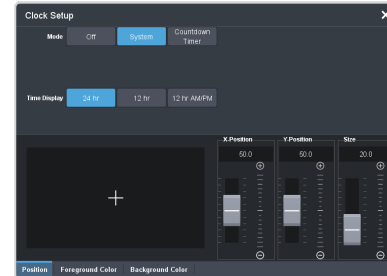 Clock Setup
Mode
Off
System
Countdown
Timer
Time Display
24 hr
12 hr
12 hr AM/PM
X-Position
Y-Position
Size
50.0
50.0
20.0
Position
Foreground Color
Background Color